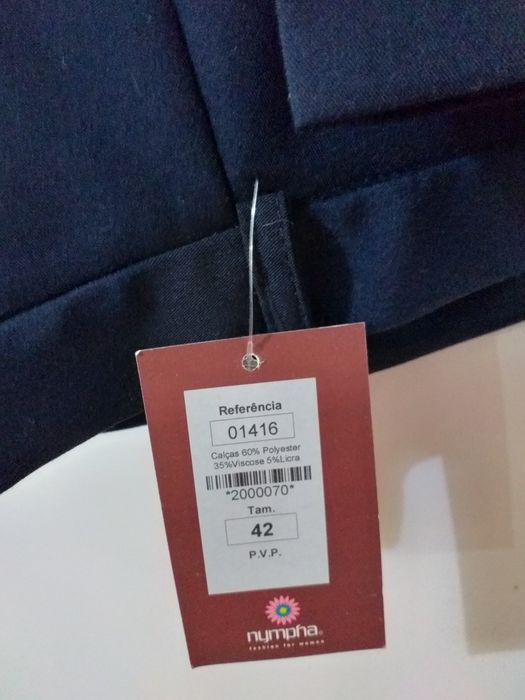 Referência
01416
Calças 60% Polyester
35%Viscose 5%Licra
*2000070*
Tam.
42
P.V.P.
nympha®
fashion for women